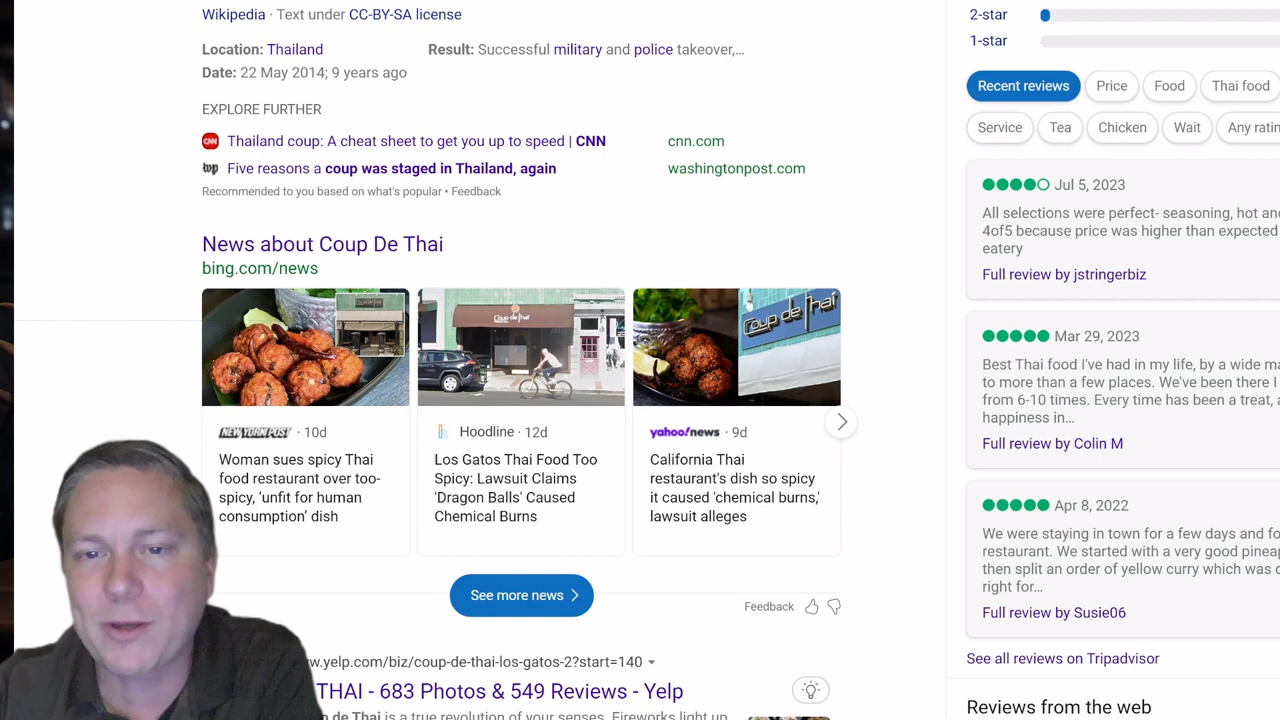 Wikipedia · Text under CC-BY-SA license
Location: Thailand
Result: Successful military and police takeover,…
Date: 22 May 2014; 9 years ago
EXPLORE FURTHER
CNN
Thailand coup: A cheat sheet to get you up to speed | CNN
cnn.com
wp
Five reasons a coup was staged in Thailand, again
washingtonpost.com
Recommended to you based on what's popular • Feedback
News about Coup De Thai
bing.com/news
Coup de Thai
Coup de Thai
NEW YORK POST · 10d
Woman sues spicy Thai
food restaurant over too-
spicy, 'unfit for human
consumption' dish
Hoodline · 12d
Los Gatos Thai Food Too
Spicy: Lawsuit Claims
'Dragon Balls' Caused
Chemical Burns
yahoo!news · 9d
California Thai
restaurant's dish so spicy
it caused 'chemical burns,'
lawsuit alleges
See more news
Feedback
w.yelp.com/biz/coup-de-thai-los-gatos-2?start=140
THAI - 683 Photos & 549 Reviews - Yelp
de Thai is a true revolution of your senses. Fireworks light up
2-star
1-star
Recent reviews
Price
Food
Thai food
Service
Tea
Chicken
Wait
Any ratin
Jul 5, 2023
All selections were perfect- seasoning, hot and
4of5 because price was higher than expected
eatery
Full review by jstringerbiz
Mar 29, 2023
Best Thai food I've had in my life, by a wide ma
to more than a few places. We've been there I
from 6-10 times. Every time has been a treat, a
happiness in…
Full review by Colin M
Apr 8, 2022
We were staying in town for a few days and fo
restaurant. We started with a very good pineap
then split an order of yellow curry which was d
right for…
Full review by Susie06
See all reviews on Tripadvisor
Reviews from the web